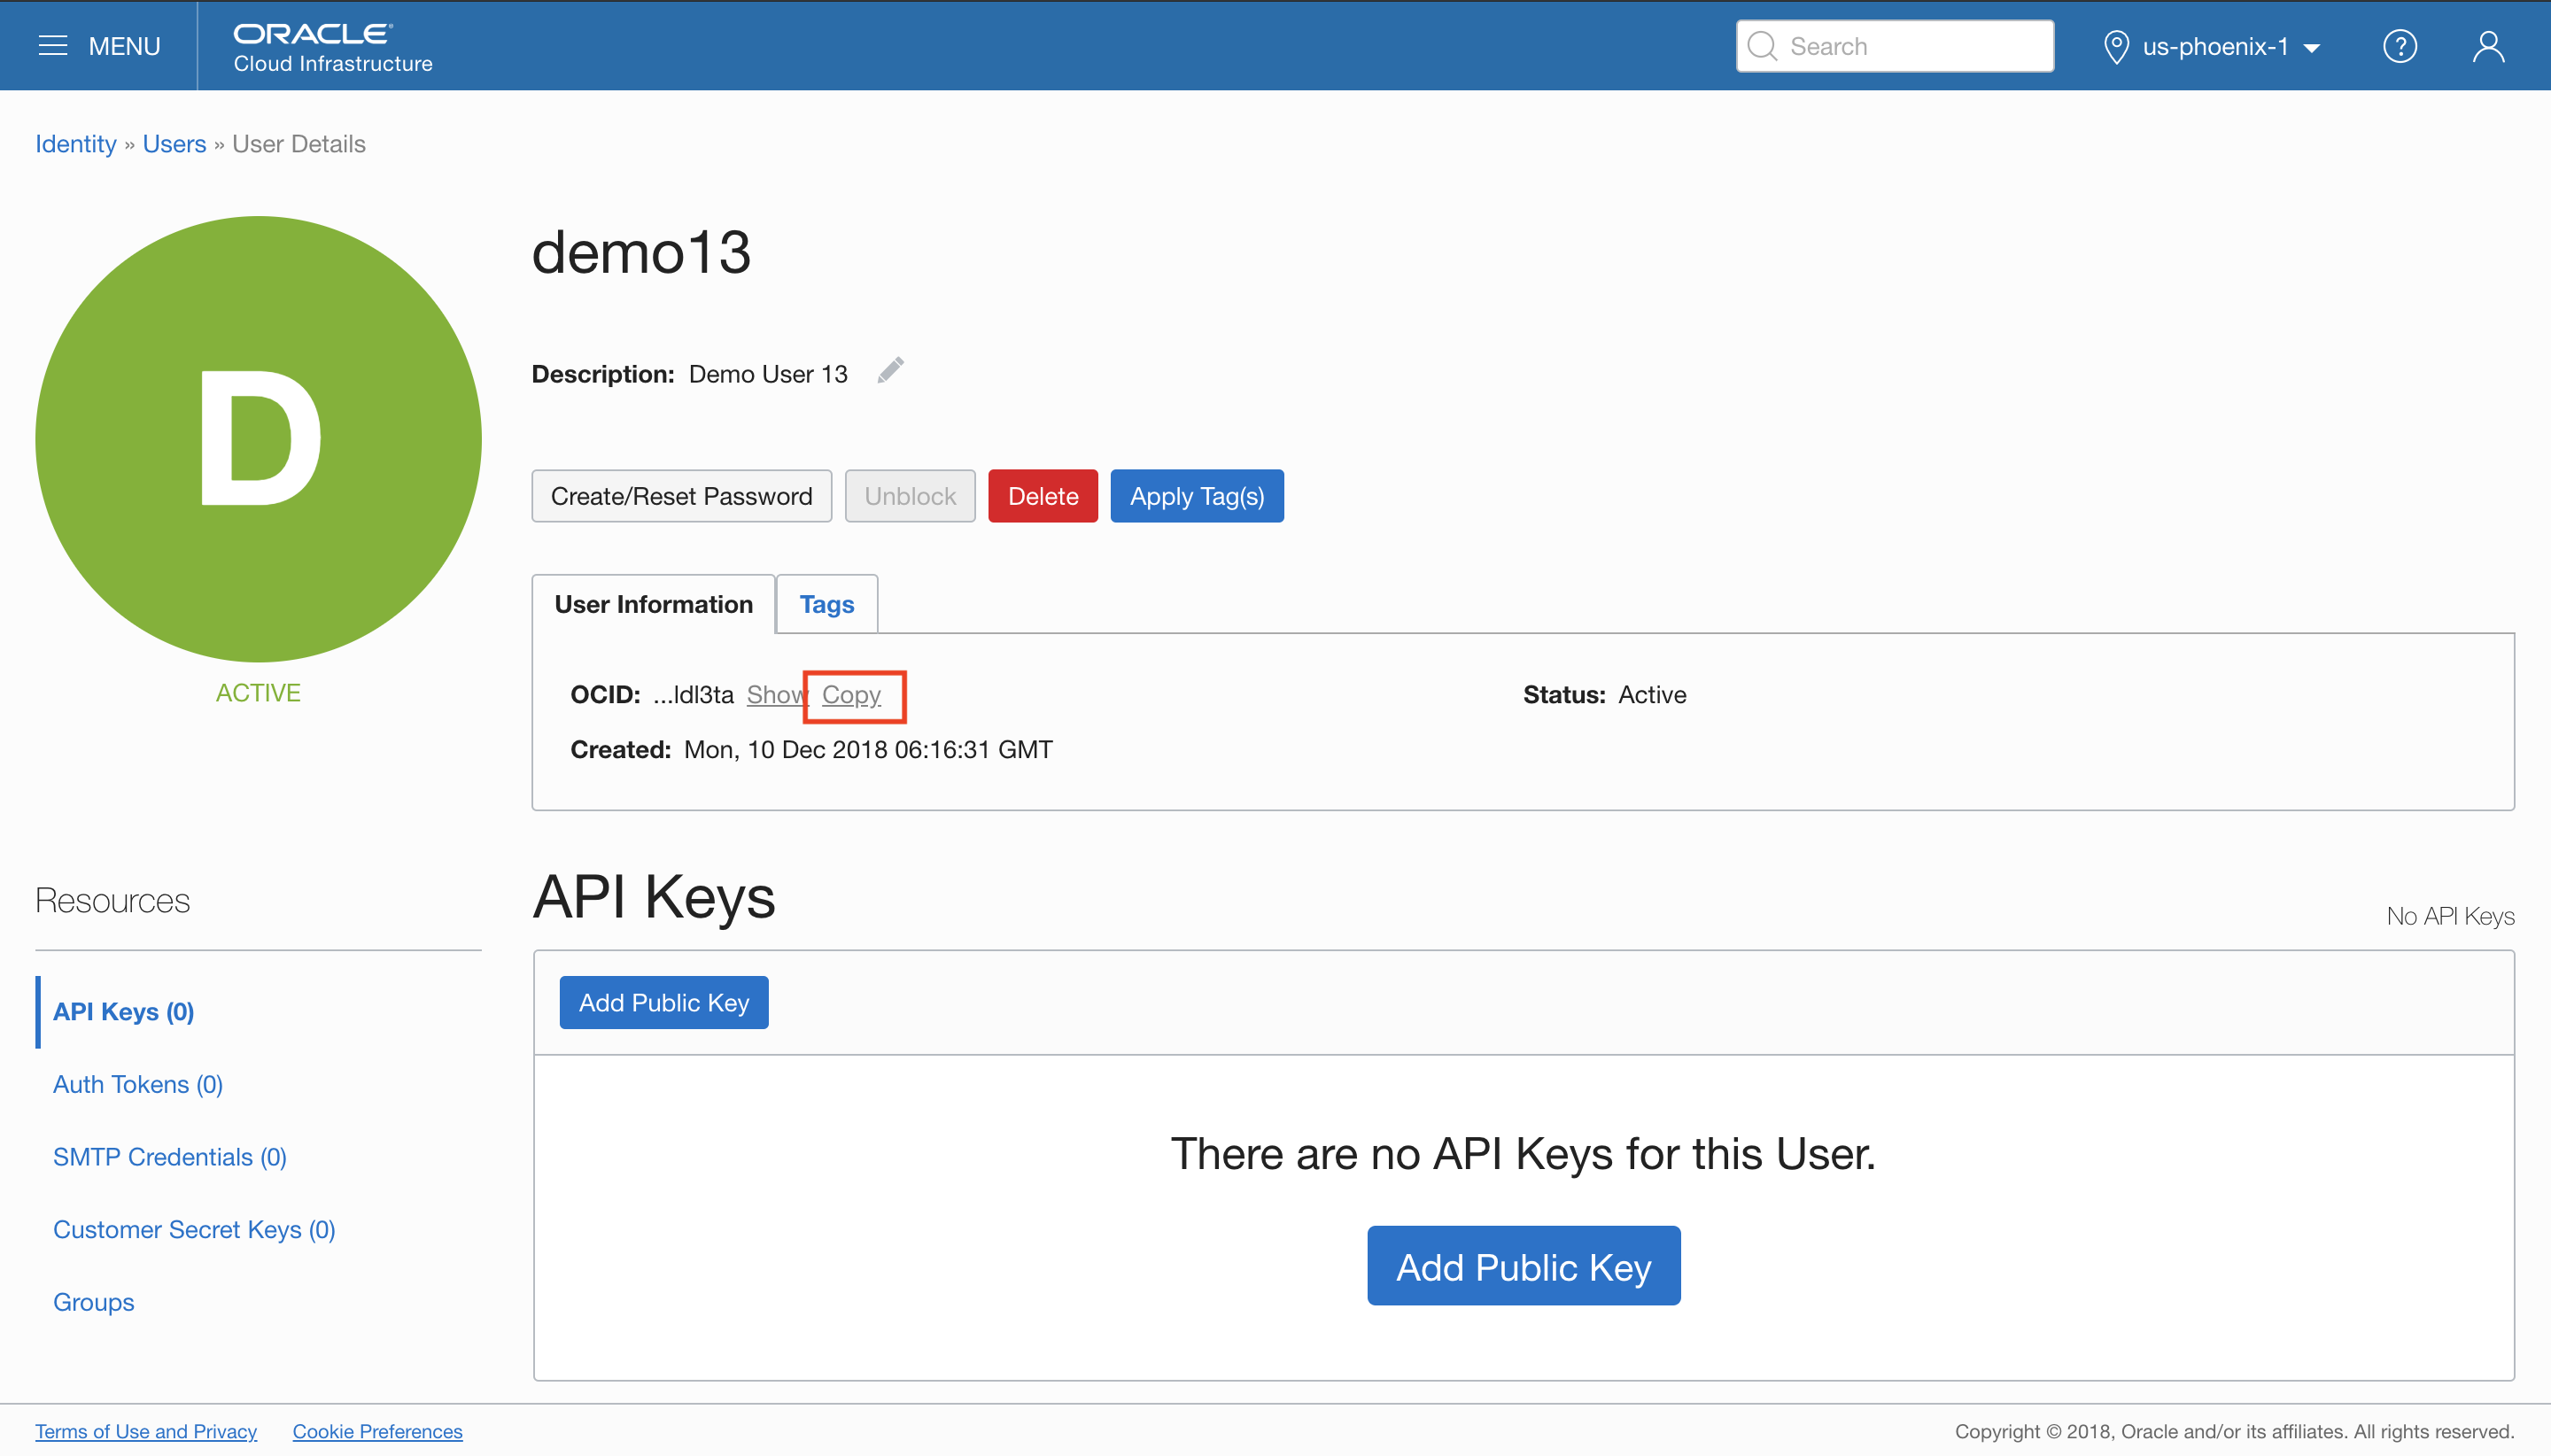 MENU
ORACLE
Cloud Infrastructure
Search
us-phoenix-1
?
Identity » Users » User Details
D
ACTIVE
demo13
Description: Demo User 13
Create/Reset Password
Unblock
Delete
Apply Tag(s)
User Information
Tags
OCID: ...ldl3ta Show Copy
Status: Active
Created: Mon, 10 Dec 2018 06:16:31 GMT
Resources
API Keys (0)
Auth Tokens (0)
SMTP Credentials (0)
Customer Secret Keys (0)
Groups
API Keys
No API Keys
Add Public Key
There are no API Keys for this User.
Add Public Key
Terms of Use and Privacy
Cookie Preferences
Copyright © 2018, Oracle and/or its affiliates. All rights reserved.